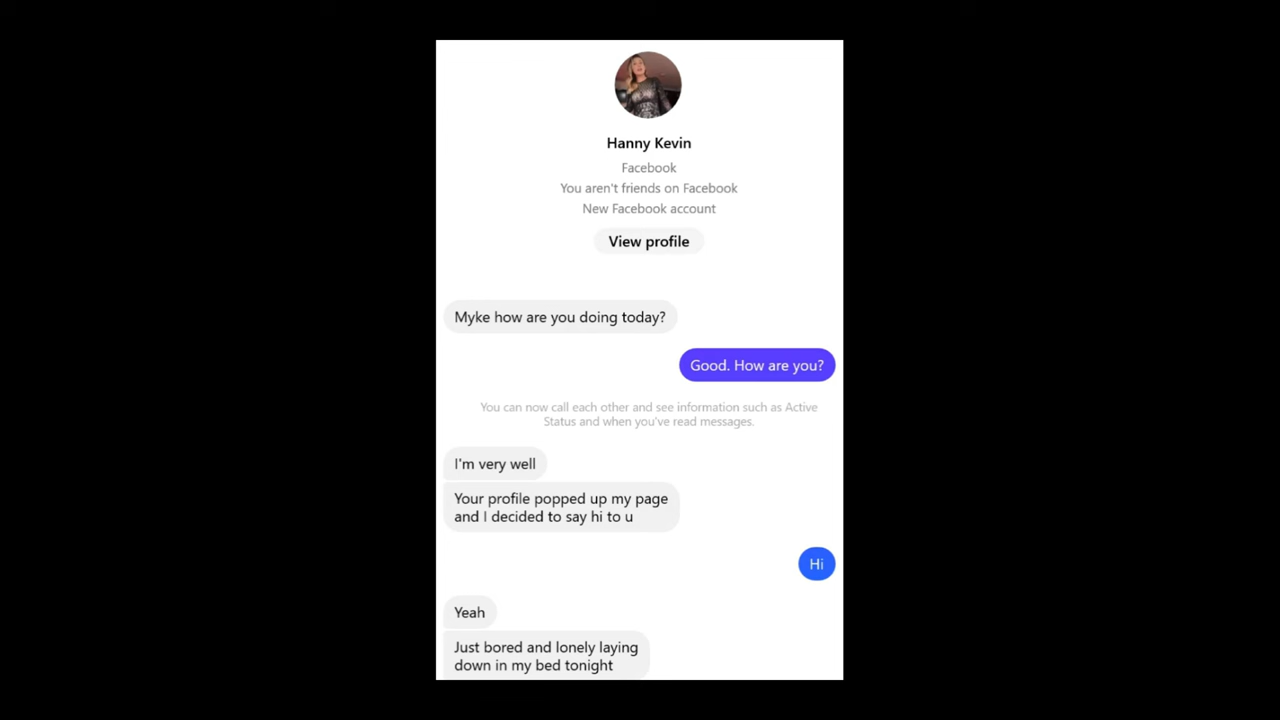 Hanny Kevin
Facebook
You aren't friends on Facebook
New Facebook account
View profile
Myke how are you doing today?
Good. How are you?
You can now call each other and see information such as Active
Status and when you've read messages.
I'm very well
Your profile popped up my page
and I decided to say hi to u
Hi
Yeah
Just bored and lonely laying
down in my bed tonight